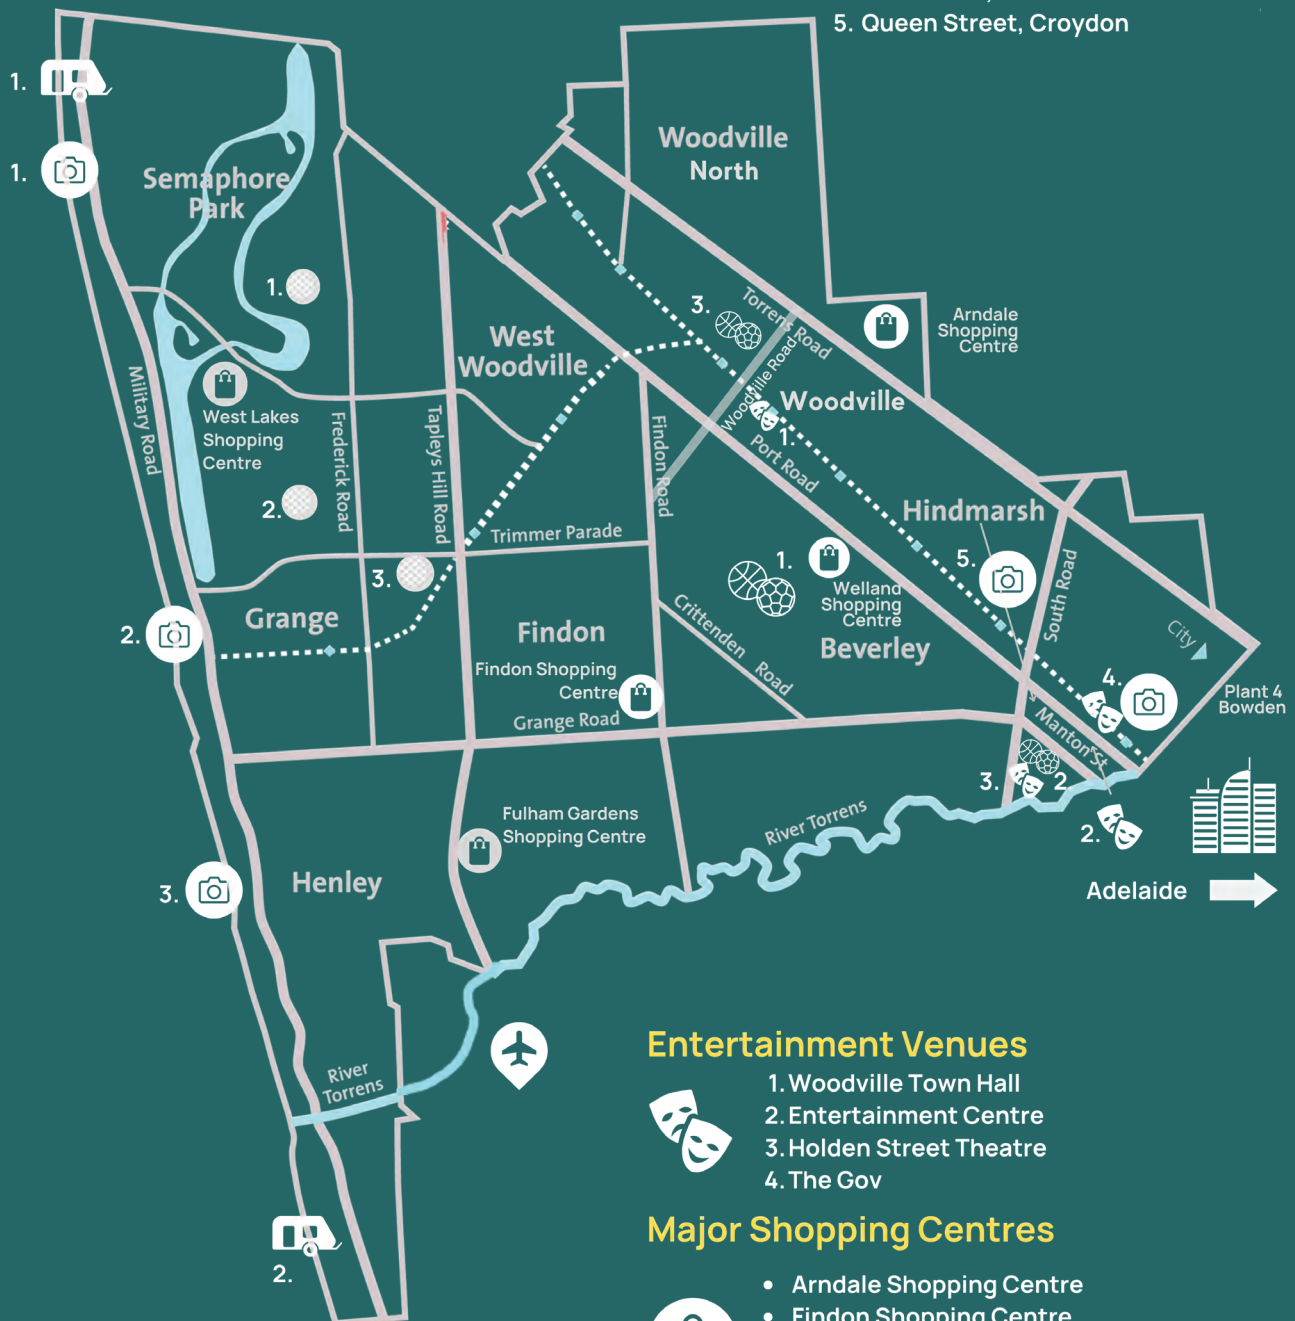 5. Queen Street, Croydon
1.
1.
Woodville
North
Semaphore
Park
1.
3.
Torrens Road
Arndale
Shopping
Centre
West
Woodville
Woodville Road
Woodville
1.
Military Road
West Lakes
Shopping
Centre
Frederick Road
Tapleys Hill Road
Findon Road
Port Road
2.
Hindmarsh
Trimmer Parade
3.
1.
5.
Welland
Shopping
Centre
South Road
Grange
2.
Findon
Crittenden Road
Beverley
City
Findon Shopping
Centre
Grange Road
4.
Plant 4
Bowden
Manton St
3.
2.
2.
Fulham Gardens
Shopping Centre
River Torrens
Henley
3.
Adelaide
River
Torrens
2.
Entertainment Venues
1. Woodville Town Hall
2. Entertainment Centre
3. Holden Street Theatre
4. The Gov
Major Shopping Centres
• Arndale Shopping Centre
• Findon Shopping Centre